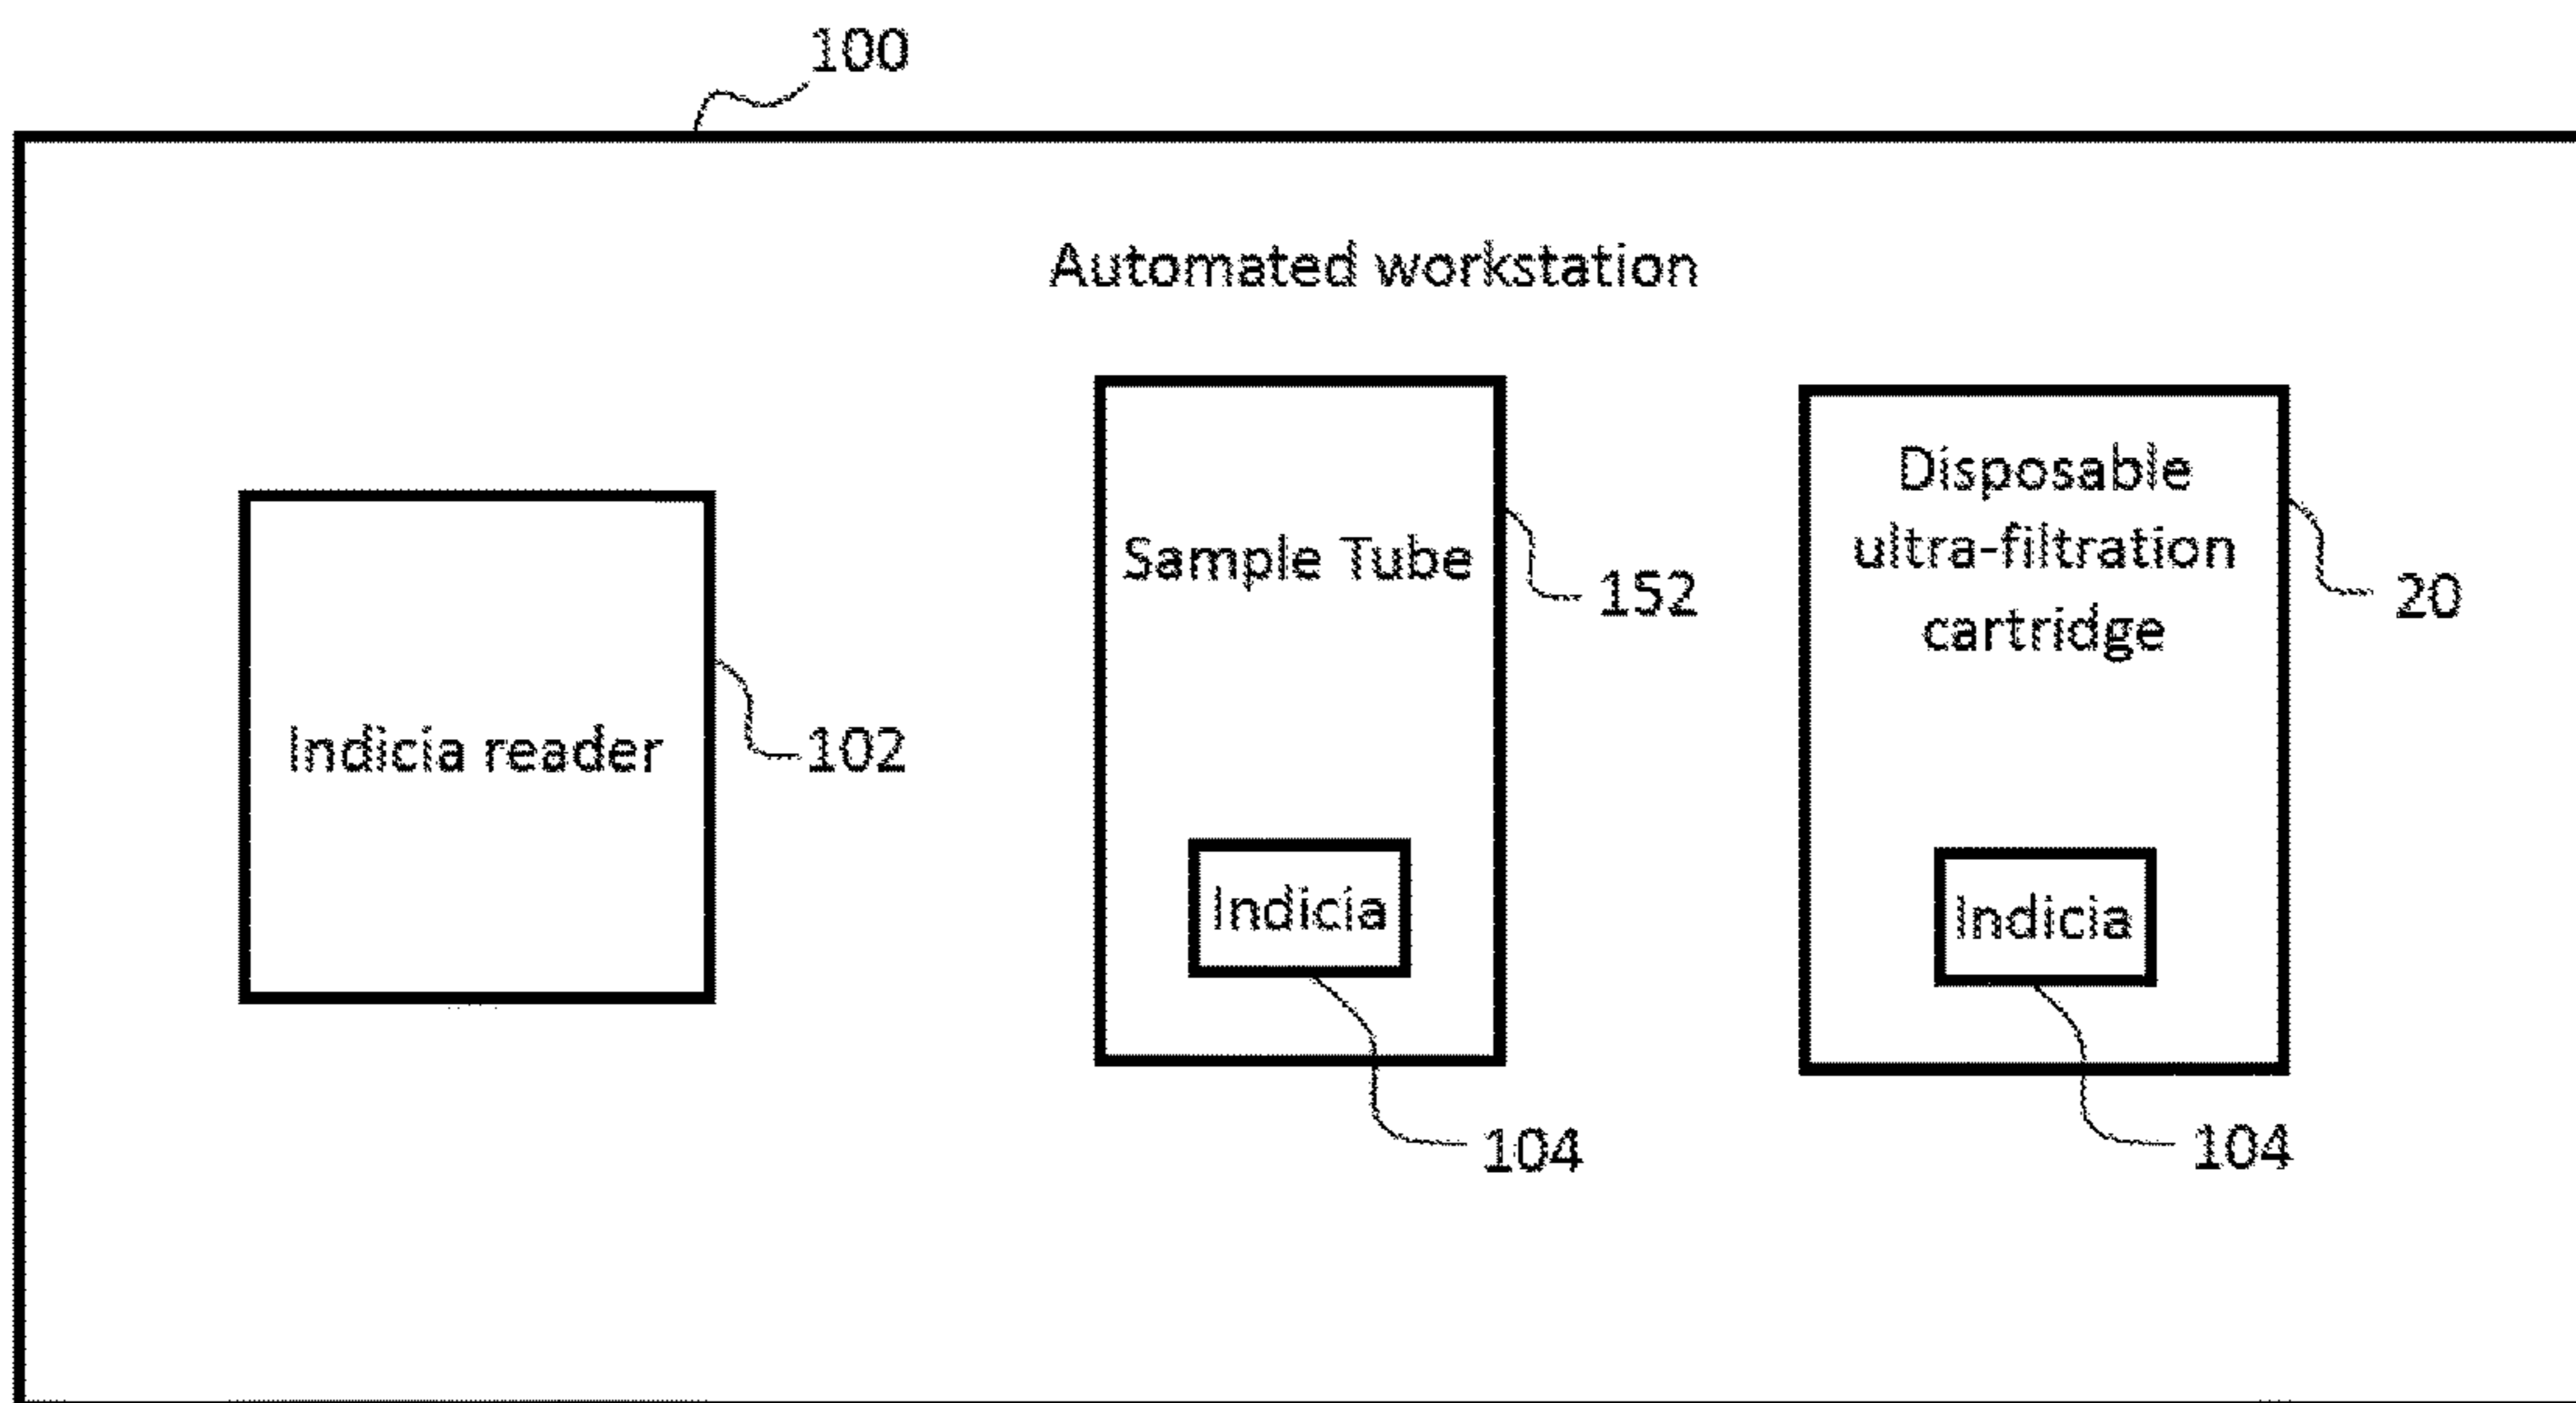 100
Automated workstation
Indicia reader
102
Sample Tube
152
Indicia
104
Disposable
ultra-filtration
cartridge
20
Indicia
104